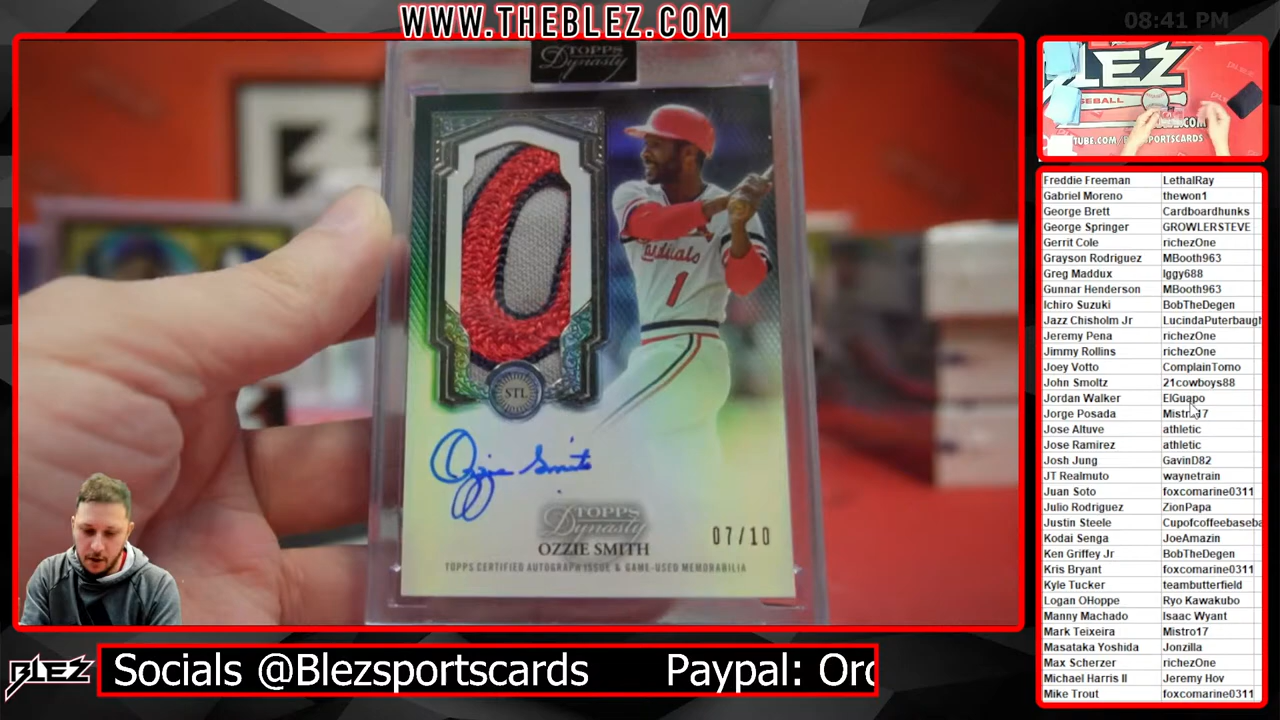 WWW.THEBLEZ.COM
08:41 PM
TOPPS
Dynasty
Cardinals
1
STL
Ozzie Smith
TOPPS
Dynasty
OZZIE SMITH
07/10
TOPPS CERTIFIED AUTOGRAPH ISSUE & GAME-USED MEMORABILIA
BLEZ
Freddie Freeman LethalRay
Gabriel Moreno thewon1
George Brett Cardboardhunks
George Springer GROWLERSTEVE
Gerrit Cole richezOne
Grayson Rodriguez MBooth963
Greg Maddux Iggy688
Gunnar Henderson MBooth963
Ichiro Suzuki BobTheDegen
Jazz Chisholm Jr LucindaPuterbaugh
Jeremy Pena richezOne
Jimmy Rollins richezOne
Joey Votto ComplainTomo
John Smoltz 21cowboys88
Jordan Walker ElGuapo
Jorge Posada Mistro17
Jose Altuve athletic
Jose Ramirez athletic
Josh Jung GavinD82
JT Realmuto waynetrain
Juan Soto foxcomarine0311
Julio Rodriguez ZionPapa
Justin Steele Cupofcoffeeseba
Kodai Senga JoeAmazin
Ken Griffey Jr BobTheDegen
Kris Bryant foxcomarine0311
Kyle Tucker teambutterfield
Logan OHoppe Ryo Kawakubo
Manny Machado Isaac Wyant
Mark Teixeira Mistro17
Masataka Yoshida Jonzilla
Max Scherzer richezOne
Michael Harris II Jeremy Hov
Mike Trout foxcomarine0311
BLEZ
Socials @Blezsportscards Paypal: Ord